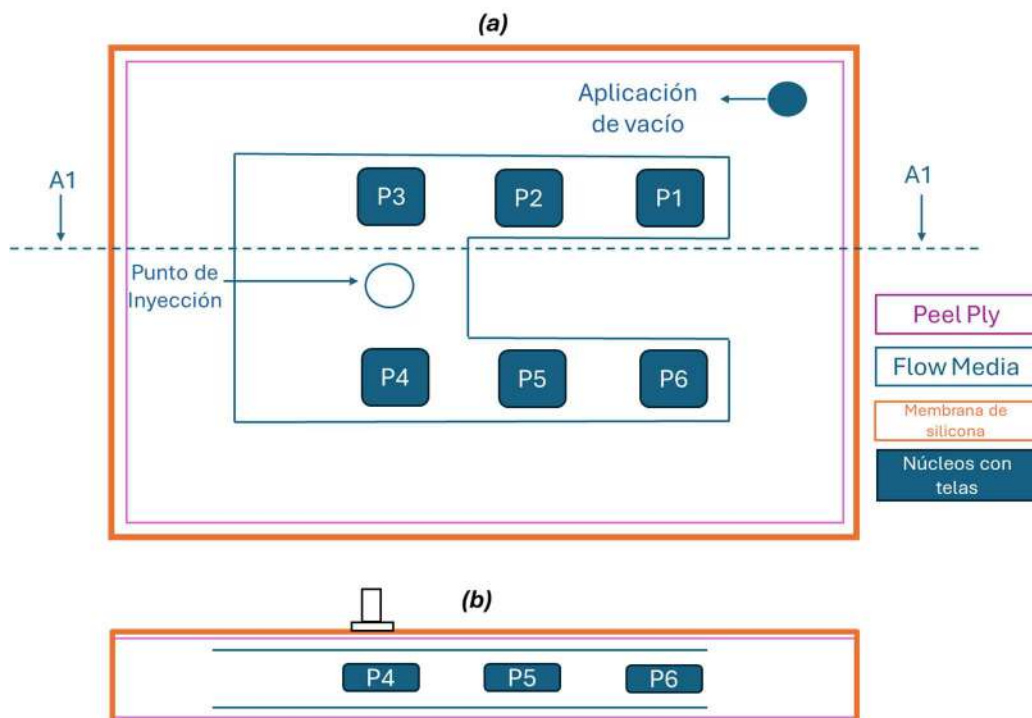 (a)
Aplicación
de vacío
A1
A1
P3
P2
P1
Punto de
Inyección
P4
P5
P6
Peel Ply
Flow Media
Membrana de
silicona
Núcleos con
telas
(b)
P4
P5
P6